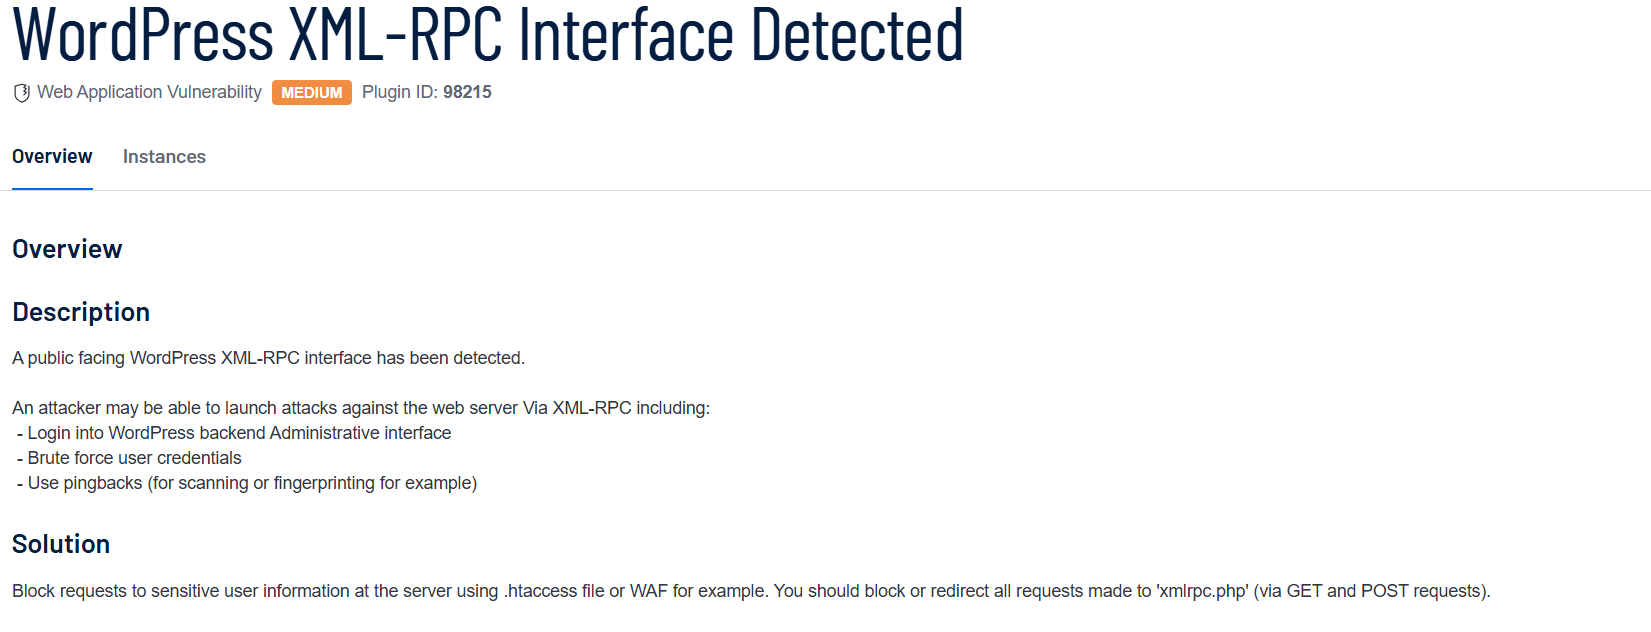 WordPress XML-RPC Interface Detected
Web Application Vulnerability MEDIUM Plugin ID: 98215
Overview Instances
Overview
Description
A public facing WordPress XML-RPC interface has been detected.
An attacker may be able to launch attacks against the web server Via XML-RPC including:
- Login into WordPress backend Administrative interface
- Brute force user credentials
- Use pingbacks (for scanning or fingerprinting for example)
Solution
Block requests to sensitive user information at the server using .htaccess file or WAF for example. You should block or redirect all requests made to 'xmlrpc.php' (via GET and POST requests).